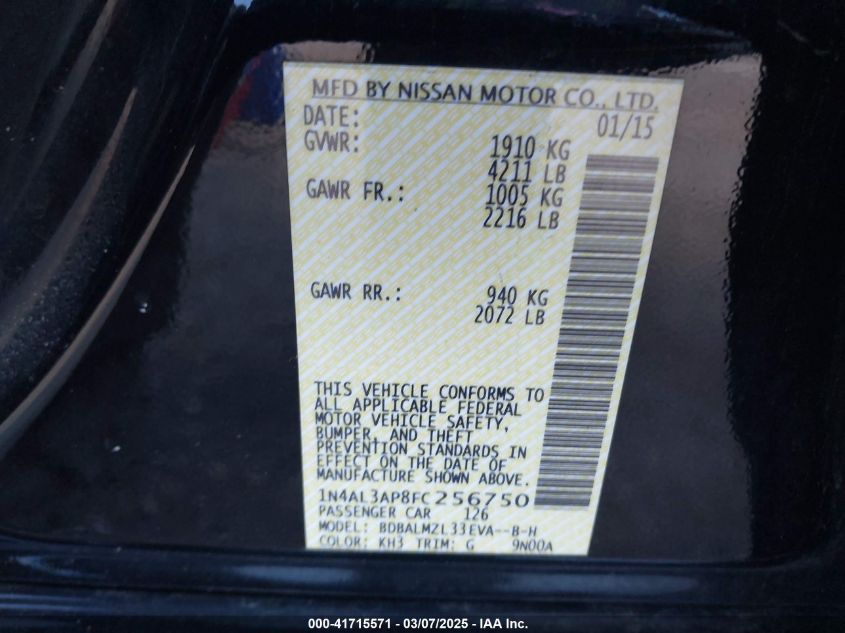 MFD BY NISSAN MOTOR CO., LTD.
DATE: 01/15
GVWR: 1910 KG
4211 LB
GAWR FR.: 1005 KG
2216 LB
GAWR RR.: 940 KG
2072 LB
THIS VEHICLE CONFORMS TO
ALL APPLICABLE FEDERAL
MOTOR VEHICLE SAFETY,
BUMPER, AND THEFT
PREVENTION STANDARDS IN
EFFECT ON THE DATE OF
MANUFACTURE SHOWN ABOVE.
1N4AL3AP8FC256750
PASSENGER CAR 126
MODEL: BDBALMZL33EVA--B-H
COLOR: KH3 TRIM: G 9N00A
000-41715571 - 03/07/2025 - IAA Inc.